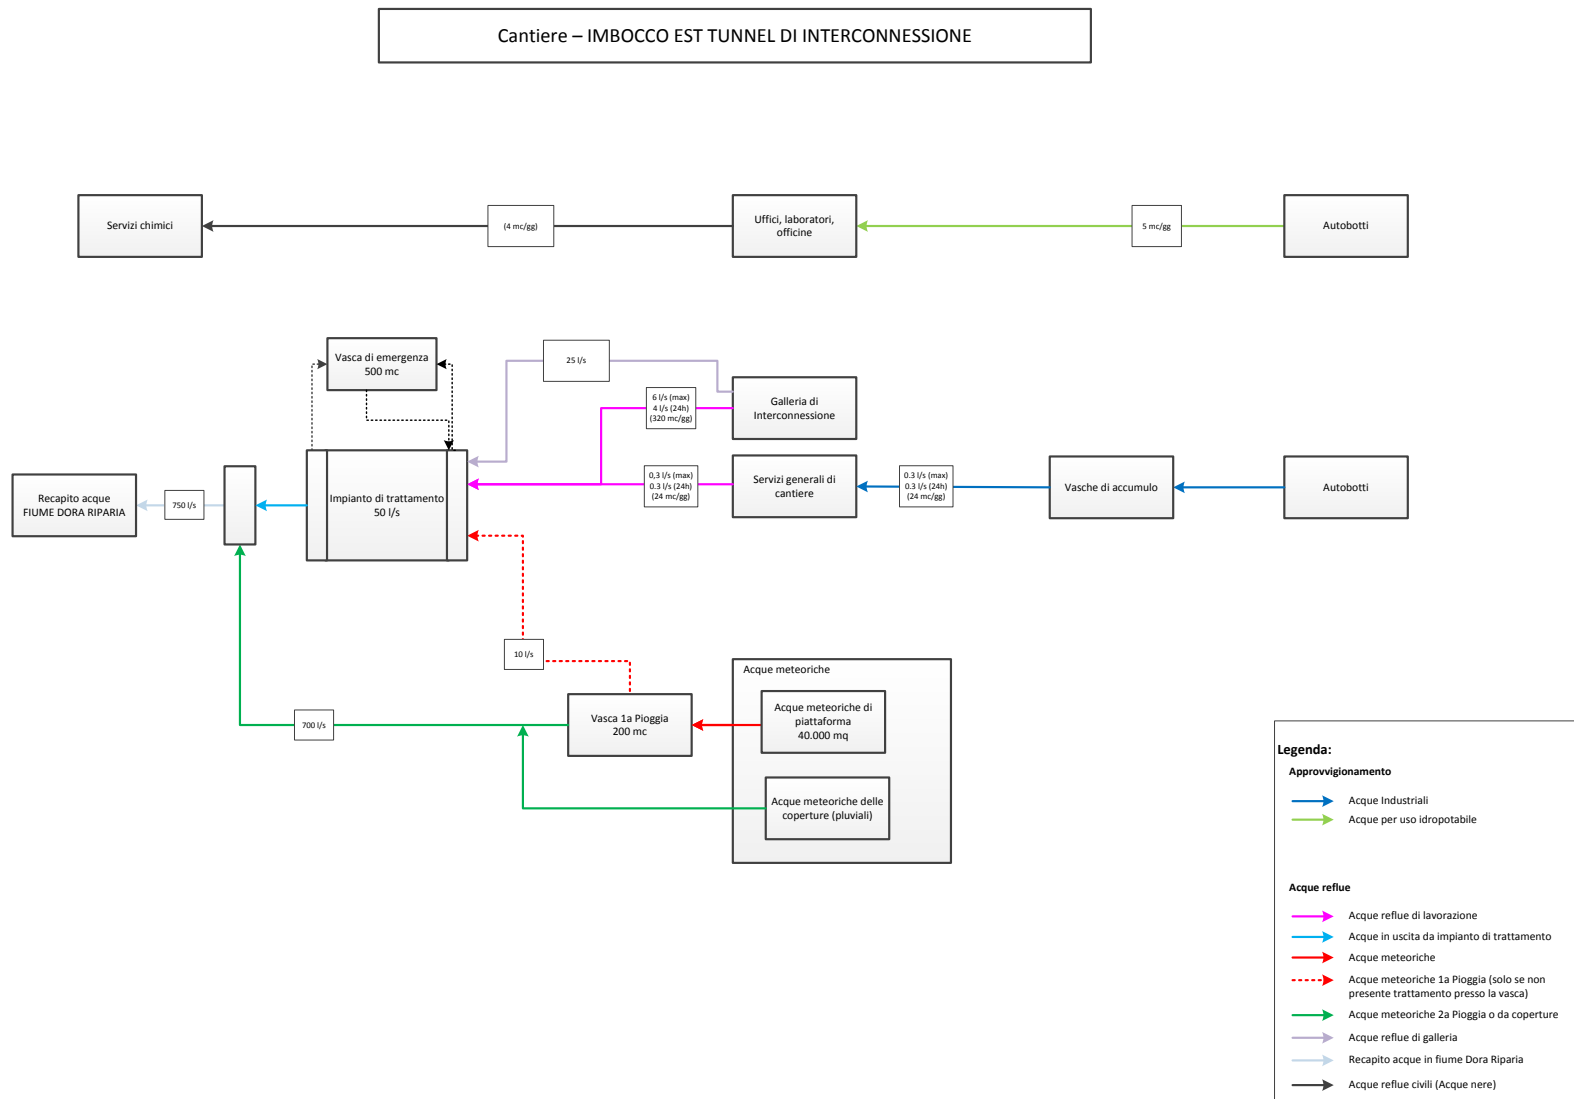 Cantiere – IMBOCCO EST TUNNEL DI INTERCONNESSIONE
Servizi chimici
(4 mc/gg)
Uffici, laboratori,
officine
5 mc/gg
Autobotti
Vasca di emergenza
500 mc
25 l/s
6 l/s (max)
4 l/s (24h)
(320 mc/gg)
Galleria di
Interconnessione
Recapito acque
FIUME DORA RIPARIA
750 l/s
Impianto di trattamento
50 l/s
0,3 l/s (max)
0.3 l/s (24h)
(24 mc/gg)
Servizi generali di
cantiere
0.3 l/s (max)
0.3 l/s (24h)
(24 mc/gg)
Vasche di accumulo
Autobotti
10 l/s
Acque meteoriche
700 l/s
Vasca 1a Pioggia
200 mc
Acque meteoriche di
piattaforma
40.000 mq
Acque meteoriche delle
coperture (pluviali)
Legenda:
Approvvigionamento
Acque Industriali
Acque per uso idropotabile
Acque reflue
Acque reflue di lavorazione
Acque in uscita da impianto di trattamento
Acque meteoriche
Acque meteoriche 1a Pioggia (solo se non
presente trattamento presso la vasca)
Acque meteoriche 2a Pioggia o da coperture
Acque reflue di galleria
Recapito acque in fiume Dora Riparia
Acque reflue civili (Acque nere)